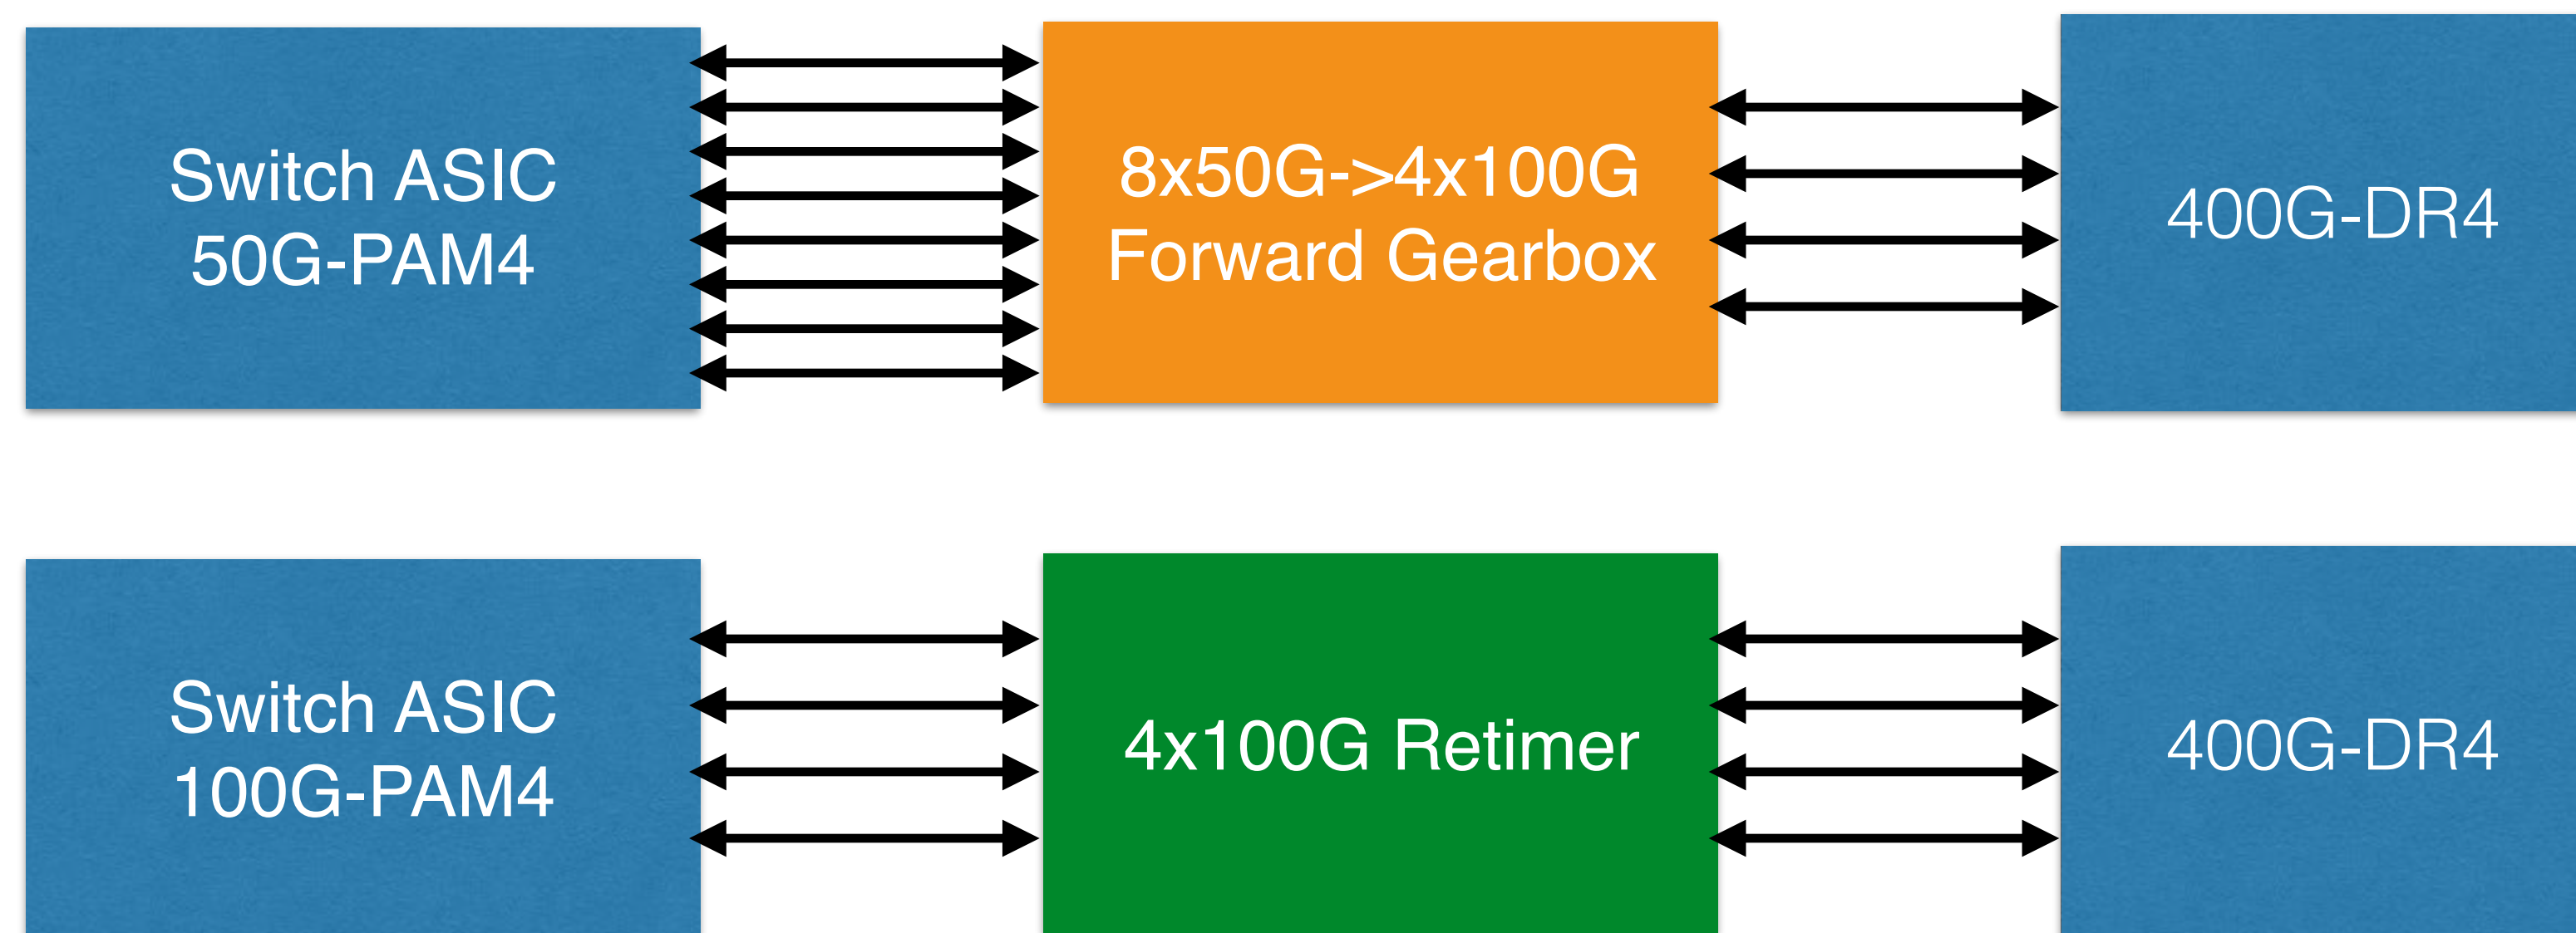 Switch ASIC
50G-PAM4
8x50G->4x100G
Forward Gearbox
400G-DR4
Switch ASIC
100G-PAM4
4x100G Retimer
400G-DR4